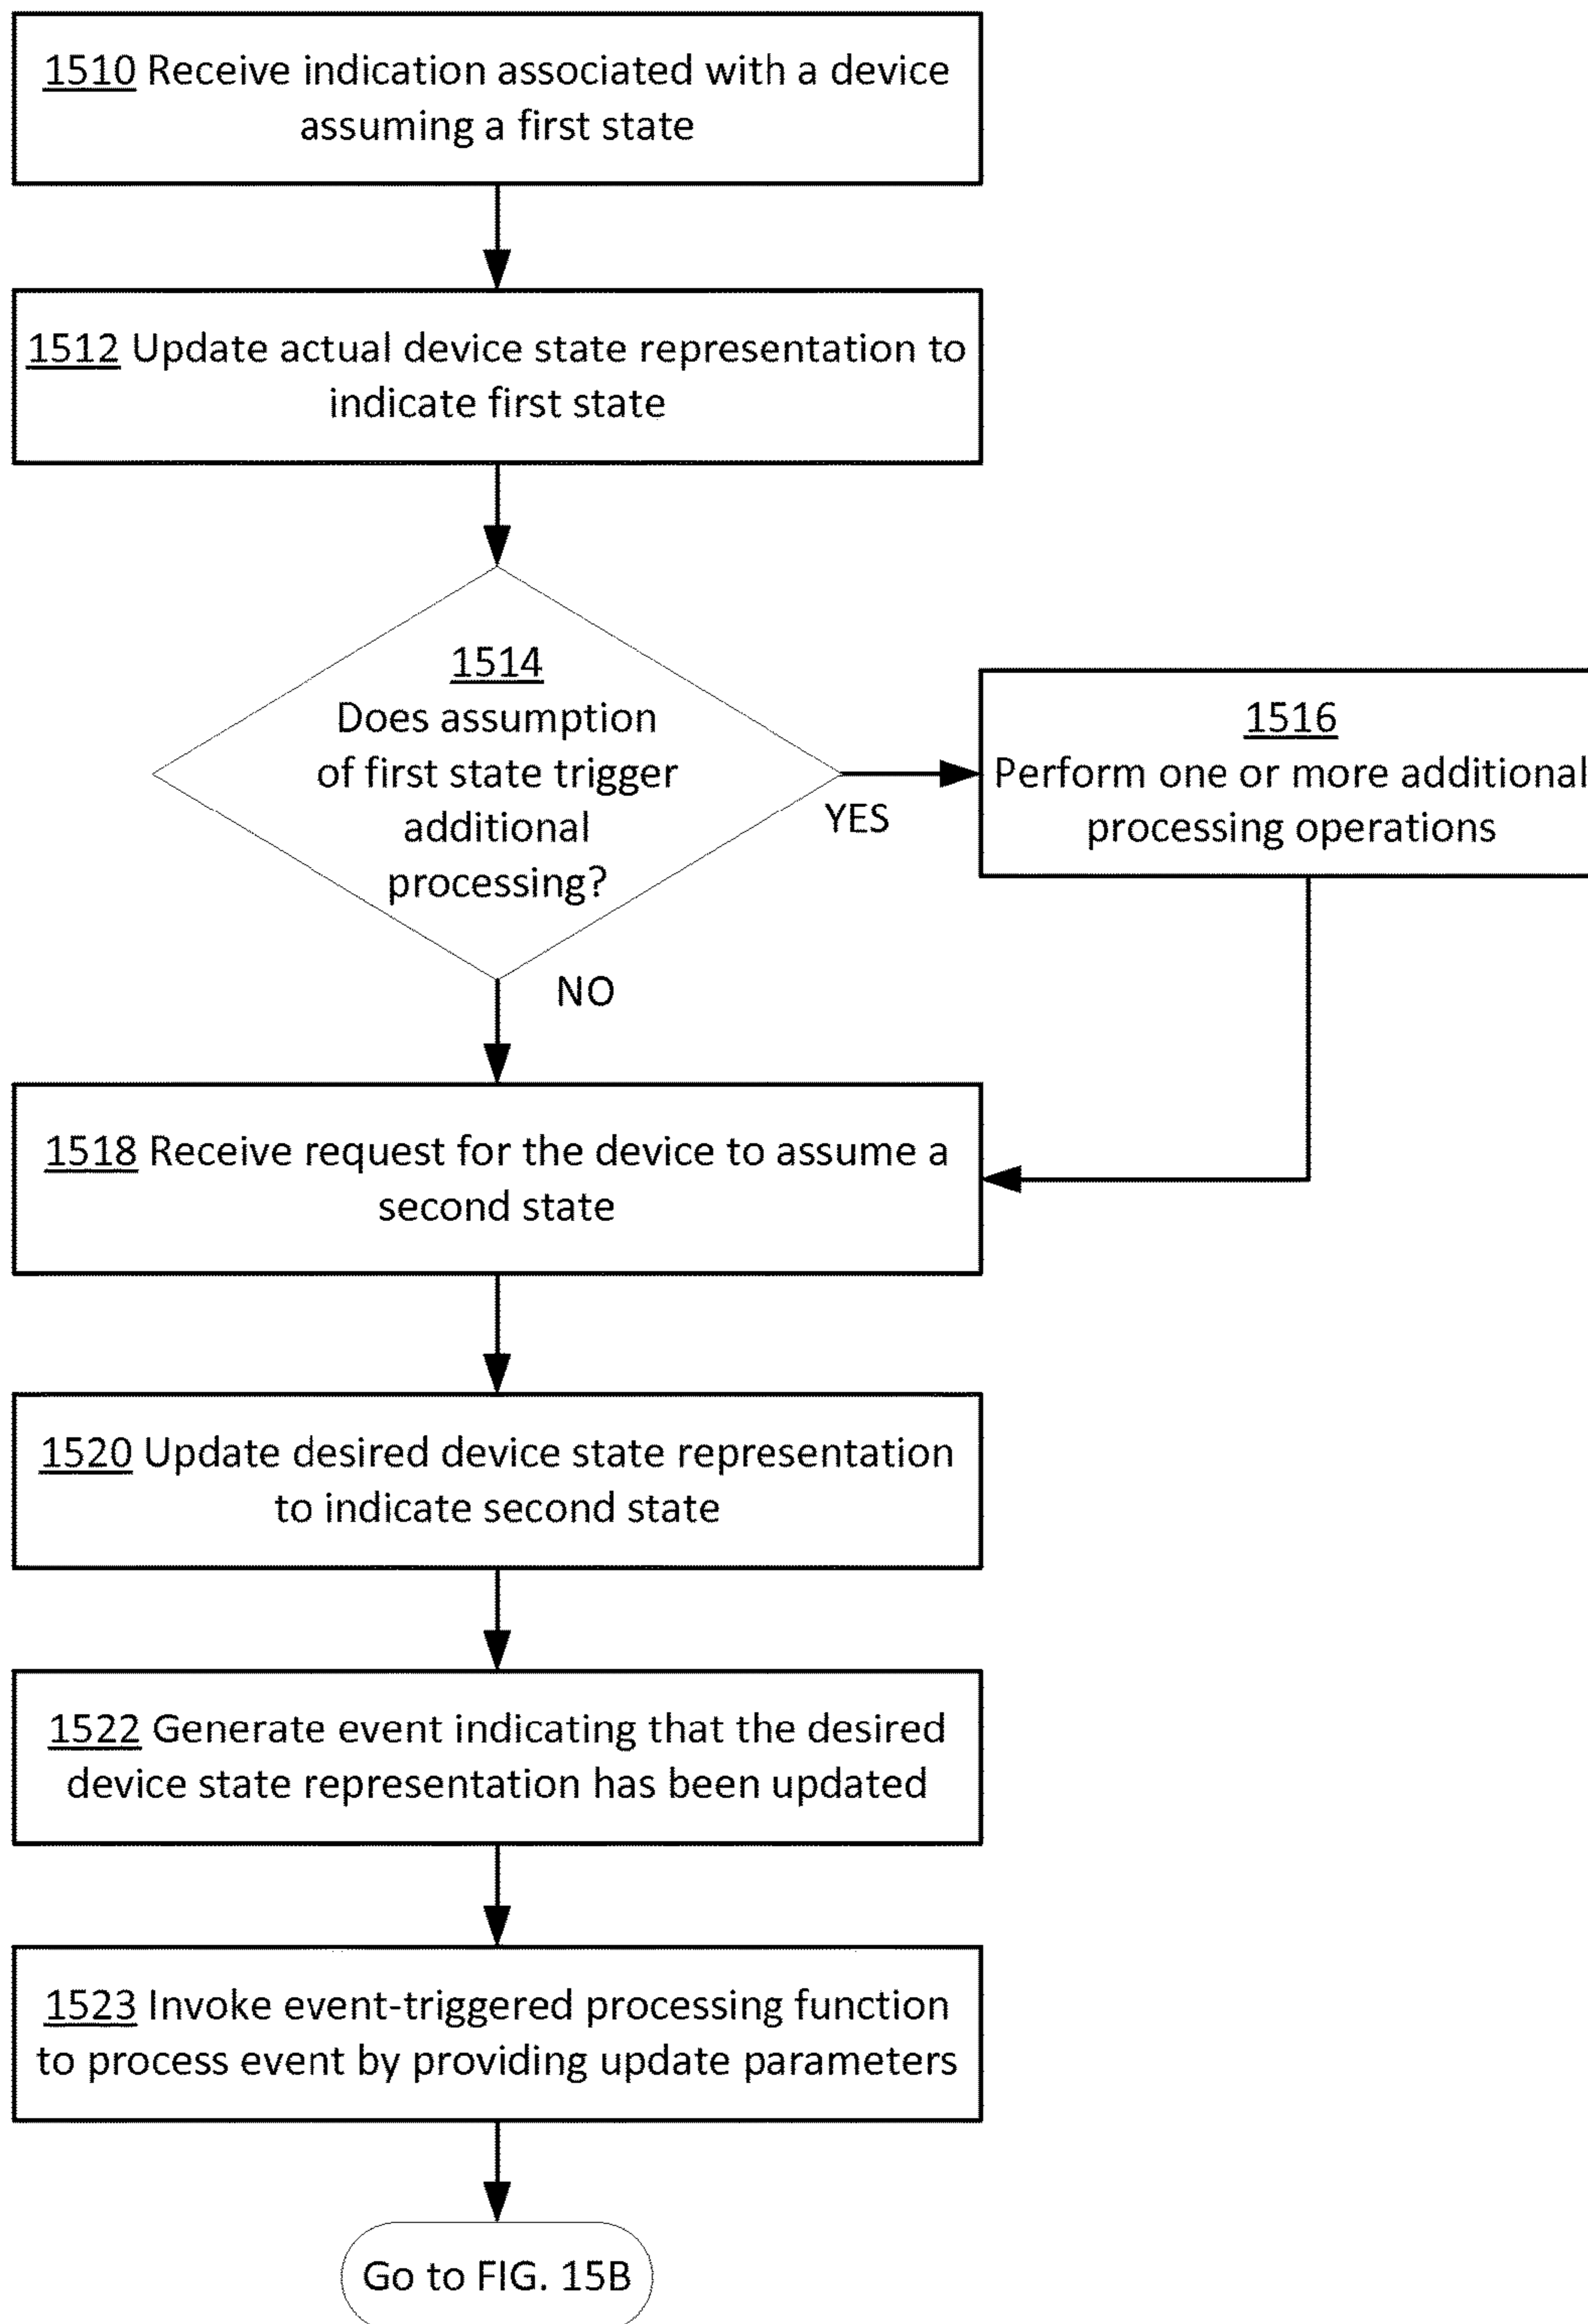 1510 Receive indication associated with a device
assuming a first state
1512 Update actual device state representation to
indicate first state
1514
Does assumption
of first state trigger
additional
processing?
YES
1516
Perform one or more additional
processing operations
NO
1518 Receive request for the device to assume a
second state
1520 Update desired device state representation
to indicate second state
1522 Generate event indicating that the desired
device state representation has been updated
1523 Invoke event-triggered processing function
to process event by providing update parameters
Go to FIG. 15B